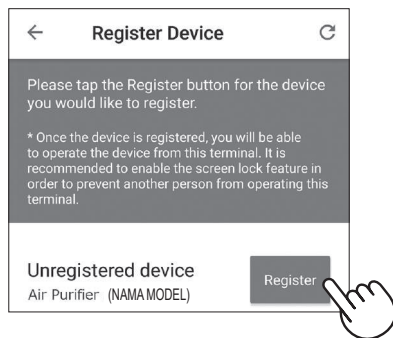 Register Device
Please tap the Register button for the device
you would like to register.
* Once the device is registered, you will be able
to operate the device from this terminal. It is
recommended to enable the screen lock feature in
order to prevent another person from operating this
terminal.
Unregistered device
Register
Air Purifier (NAMA MODEL)